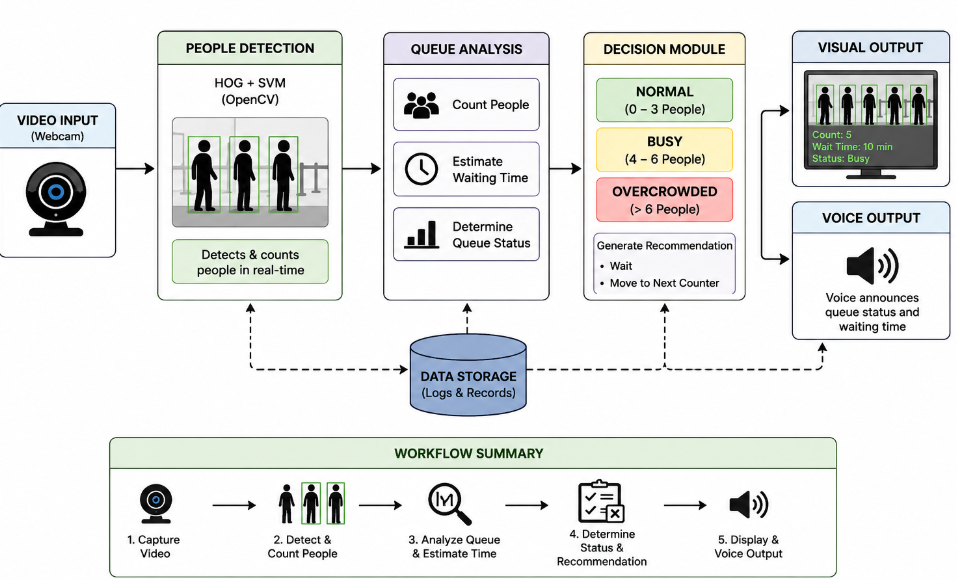 VIDEO INPUT
(Webcam)
PEOPLE DETECTION
HOG + SVM
(OpenCV)
Detects & counts
people in real-time
QUEUE ANALYSIS
Count People
Estimate
Waiting Time
Determine
Queue Status
DECISION MODULE
NORMAL
(0 – 3 People)
BUSY
(4 – 6 People)
OVERCROWDED
(> 6 People)
Generate Recommendation
• Wait
• Move to Next Counter
VISUAL OUTPUT
Count: 5
Wait Time: 10 min
Status: Busy
VOICE OUTPUT
Voice announces
queue status and
waiting time
DATA STORAGE
(Logs & Records)
WORKFLOW SUMMARY
1. Capture
Video
2. Detect &
Count People
3. Analyze Queue
& Estimate Time
4. Determine
Status &
Recommendation
5. Display &
Voice Output